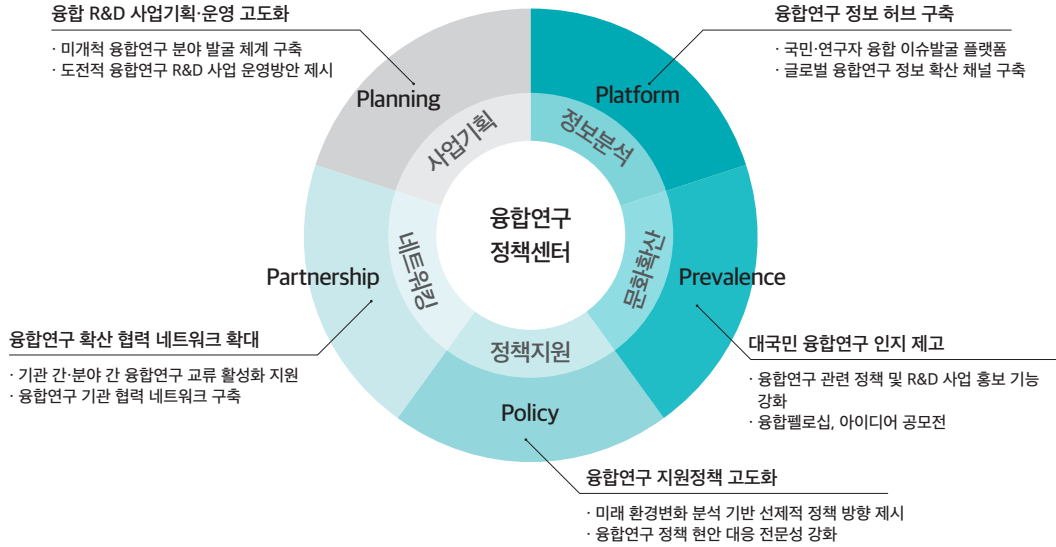 융합 R&D 사업기획·운영 고도화
· 미개척 융합연구 분야 발굴 체계 구축
· 도전적 융합연구 R&D 사업 운영방안 제시
융합연구 정보 허브 구축
· 국민·연구자 융합 이슈발굴 플랫폼
· 글로벌 융합연구 정보 확산 채널 구축
Planning
Platform
사업기획
정보분석
융합연구
정책센터
Partnership
네트워킹
문화확산
Prevalence
융합연구 확산 협력 네트워크 확대
· 기관 간·분야 간 융합연구 교류 활성화 지원
· 융합연구 기관 협력 네트워크 구축
정책지원
Policy
대국민 융합연구 인지 제고
· 융합연구 관련 정책 및 R&D 사업 홍보 기능
강화
· 융합펠로십, 아이디어 공모전
융합연구 지원정책 고도화
· 미래 환경변화 분석 기반 선제적 정책 방향 제시
· 융합연구 정책 현안 대응 전문성 강화